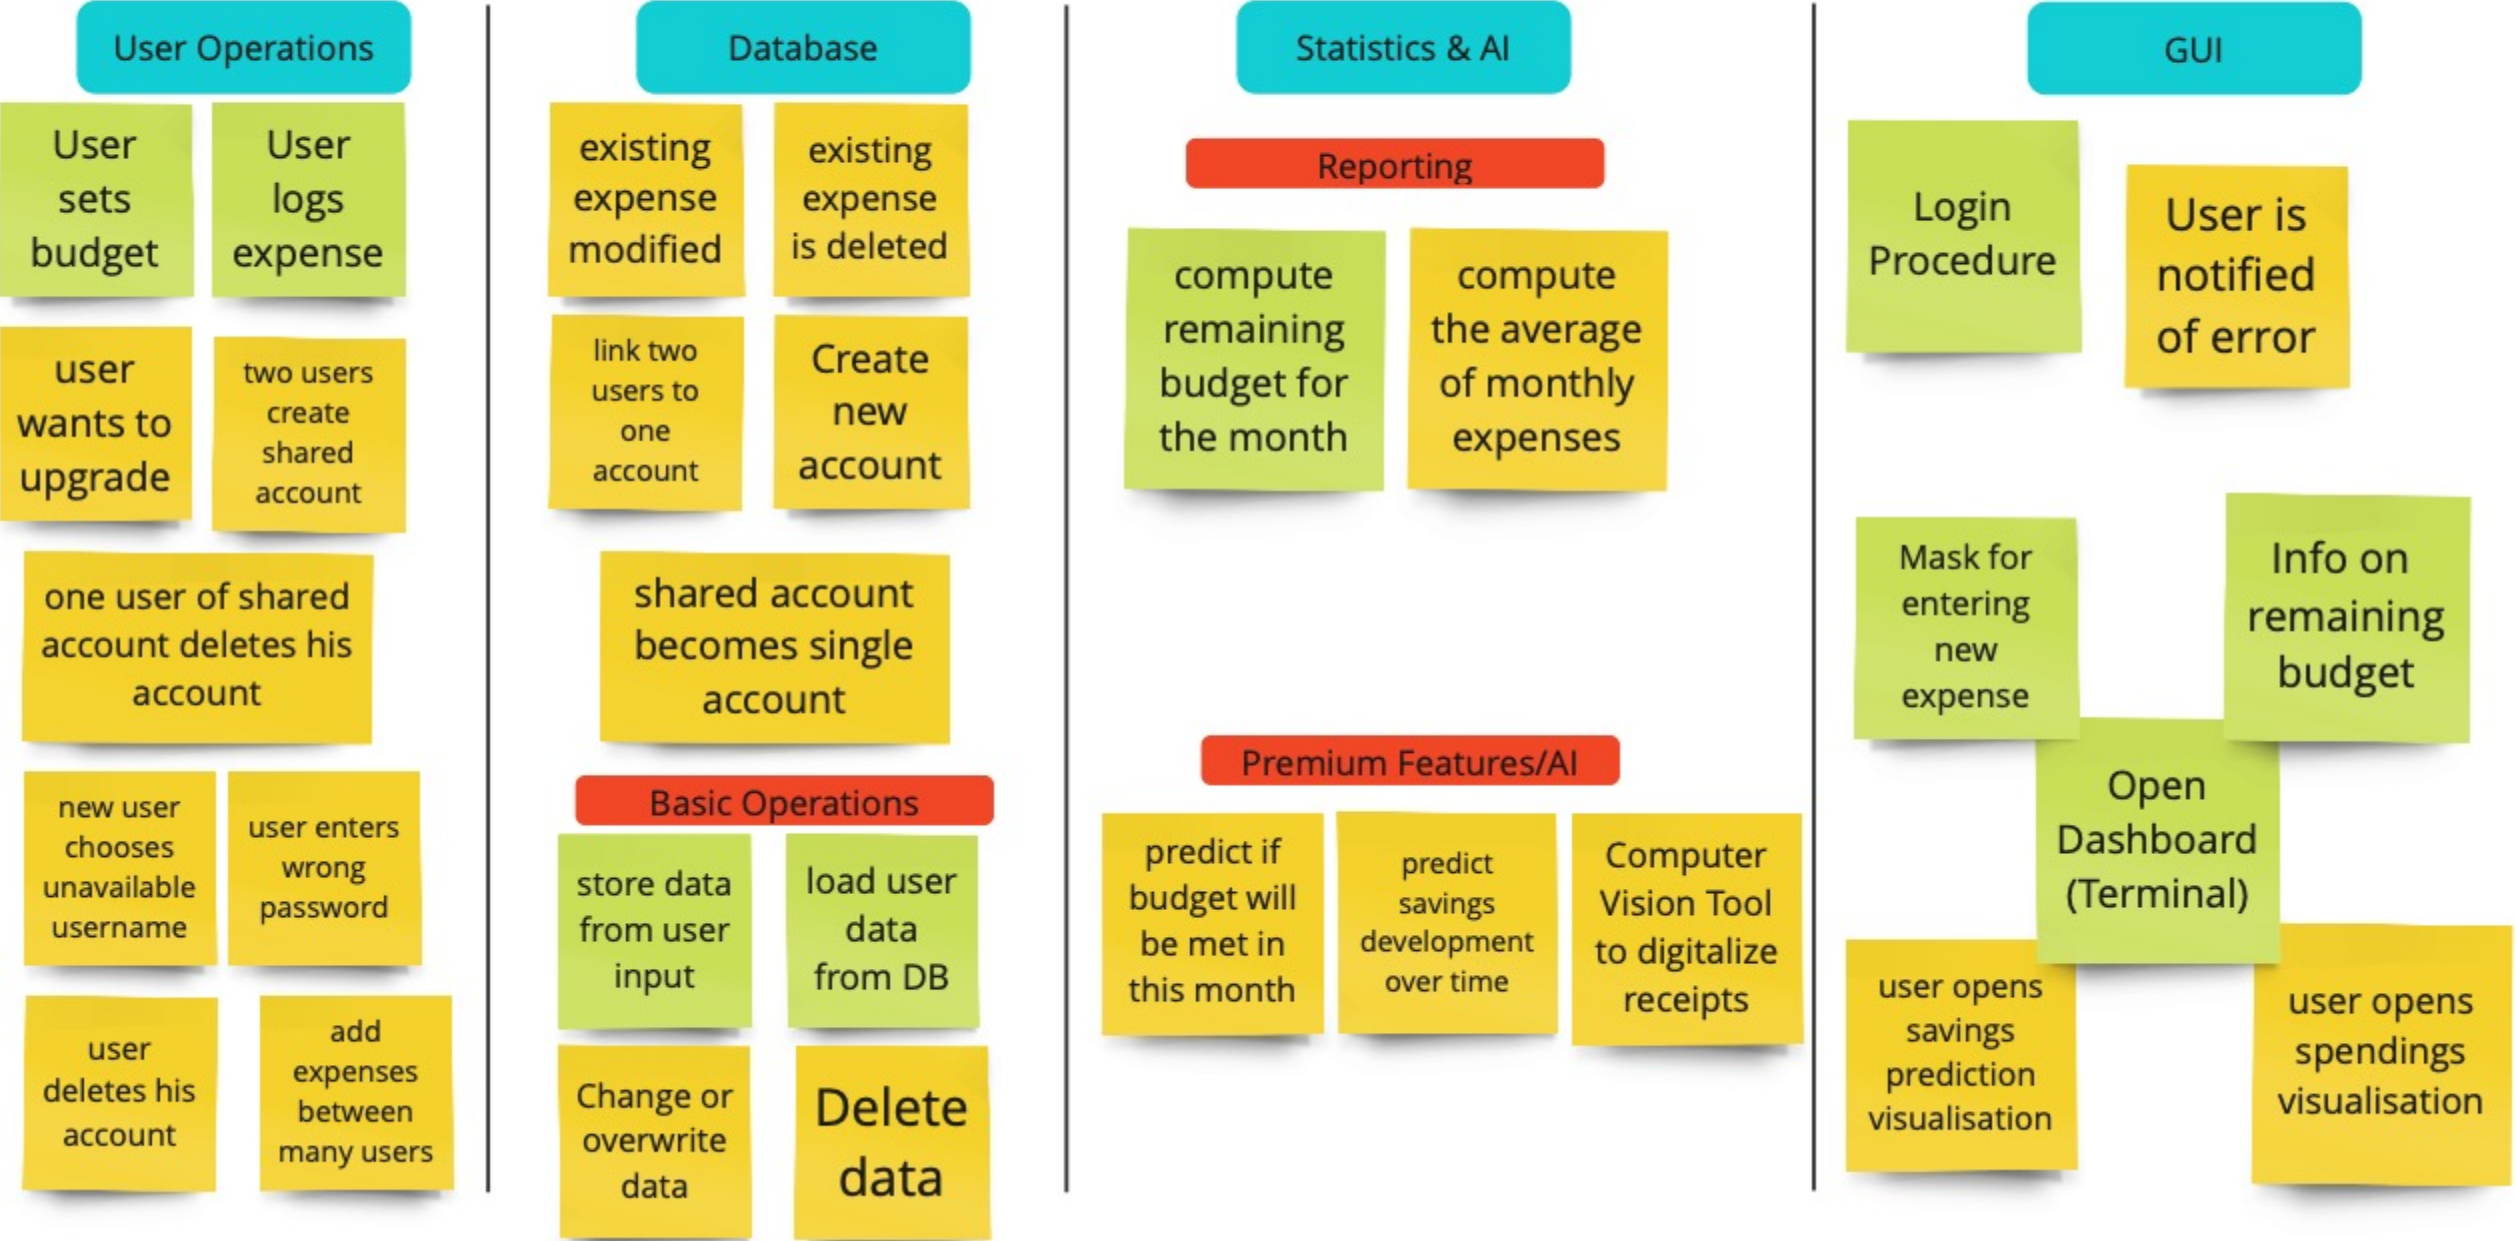 User Operations
User
sets
budget
User
logs
expense
user
wants to
upgrade
two users
create
shared
account
one user of shared
account deletes his
account
new user
chooses
unavailable
username
user enters
wrong
password
user
deletes his
account
add
expenses
between
many users
Database
existing
expense
modified
existing
expense
is deleted
link two
users to
one
account
Create
new
account
shared account
becomes single
account
Basic Operations
store data
from user
input
load user
data
from DB
Change or
overwrite
data
Delete
data
Statistics & AI
Reporting
compute
remaining
budget for
the month
compute
the average
of monthly
expenses
Premium Features/AI
predict if
budget will
be met in
this month
predict
savings
development
over time
Computer
Vision Tool
to digitalize
receipts
GUI
Login
Procedure
User is
notified
of error
Mask for
entering
new
expense
Info on
remaining
budget
Open
Dashboard
(Terminal)
user opens
savings
prediction
visualisation
user opens
spendings
visualisation